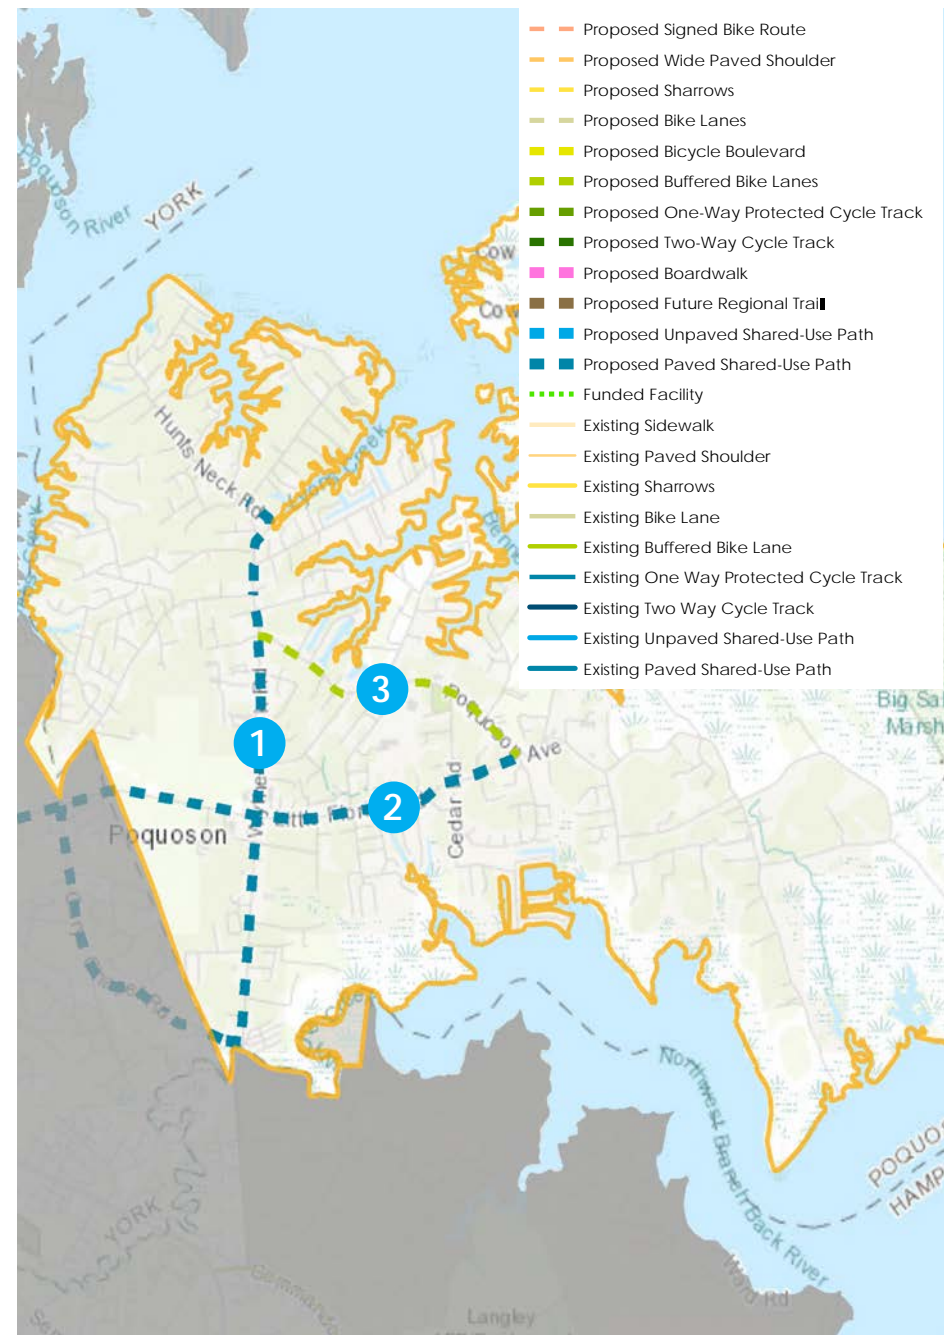 Proposed Signed Bike Route
Proposed Wide Paved Shoulder
Proposed Sharrows
Proposed Bike Lanes
Proposed Bicycle Boulevard
Proposed Buffered Bike Lanes
Proposed One-Way Protected Cycle Track
Proposed Two-Way Cycle Track
Proposed Boardwalk
Proposed Future Regional Trail
Proposed Unpaved Shared-Use Path
Proposed Paved Shared-Use Path
Funded Facility
Existing Sidewalk
Existing Paved Shoulder
Existing Sharrows
Existing Bike Lane
Existing Buffered Bike Lane
Existing One Way Protected Cycle Track
Existing Two Way Cycle Track
Existing Unpaved Shared-Use Path
Existing Paved Shared-Use Path
Poquoson River
YORK
Cow
Hunts Neck Rd
3
1
2
Ave
Cedar Rd
Poquoson
Big
Marsh
Northwest Branch Back River
YORK
Ward Rd
Langley